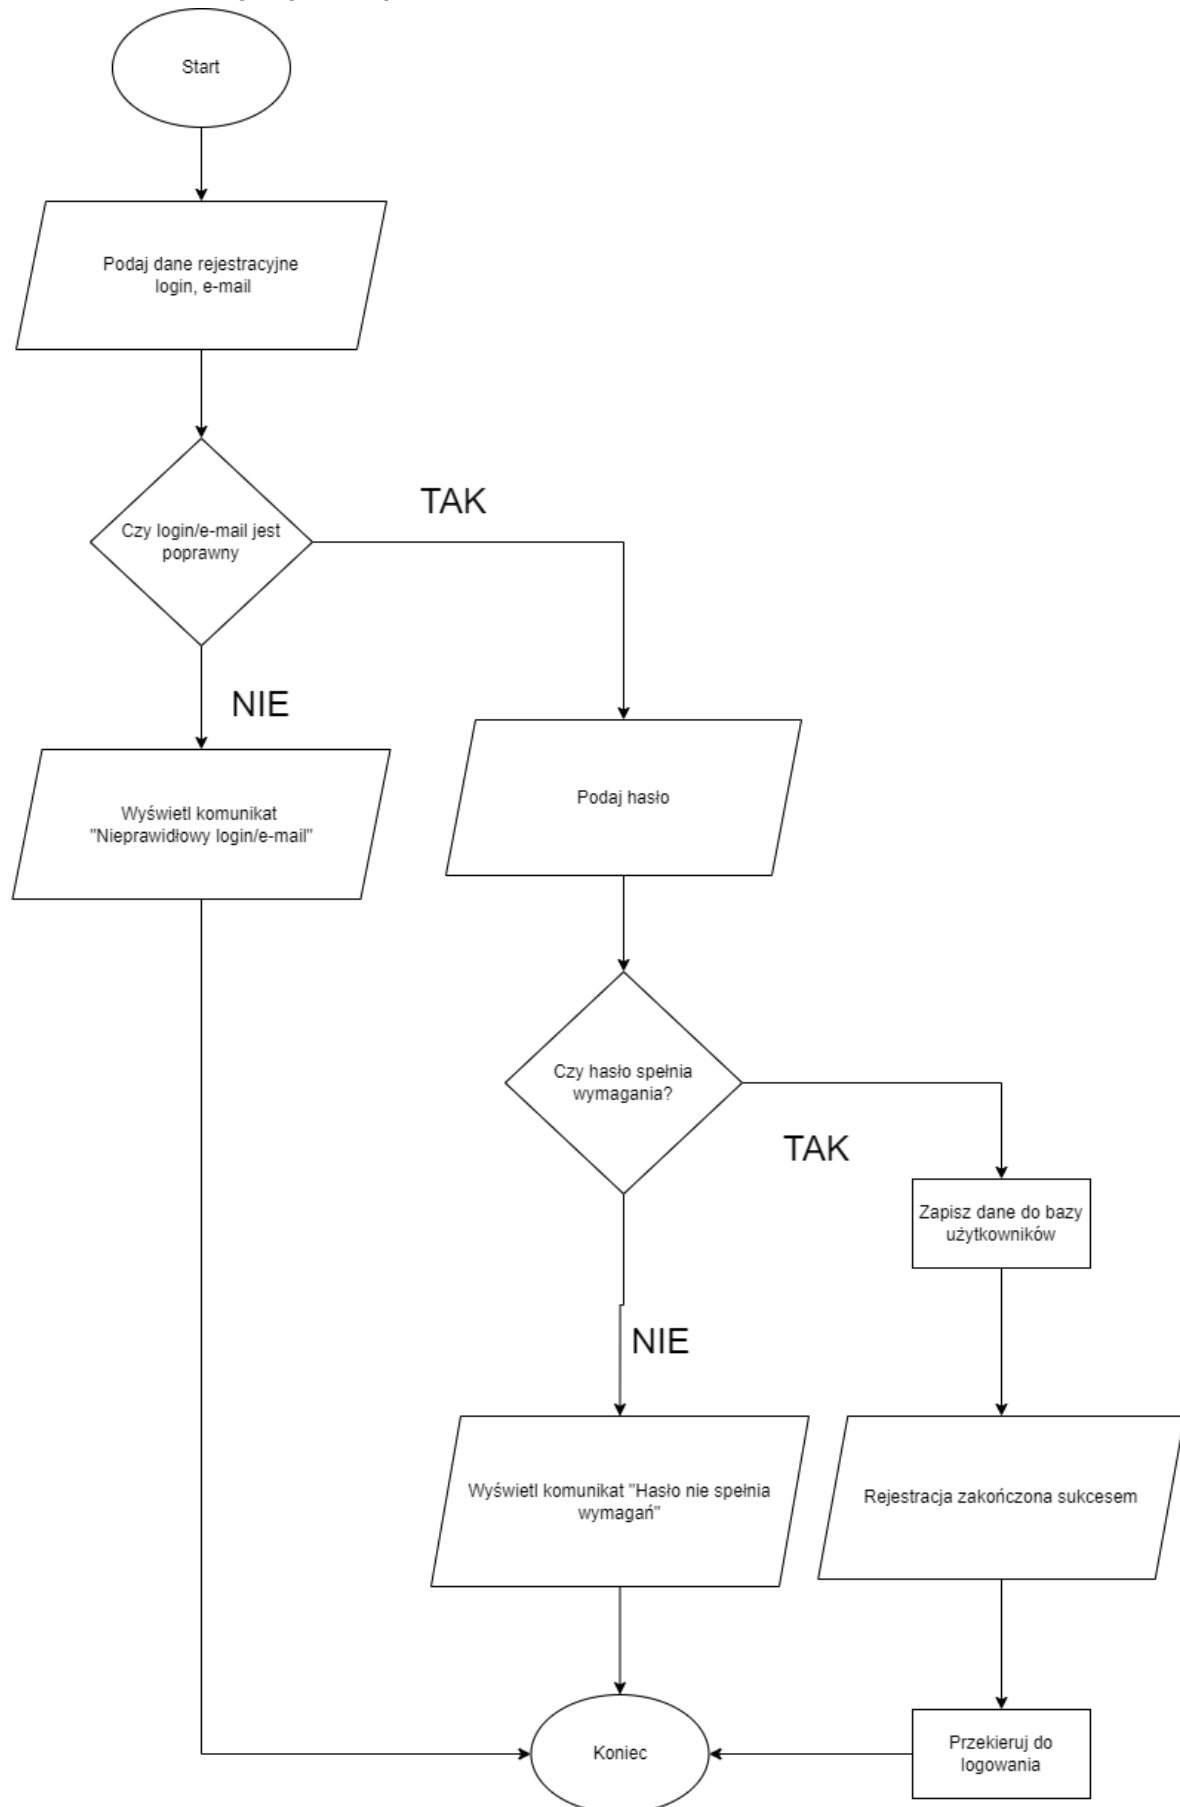 Start
Podaj dane rejestracyjne
login, e-mail
Czy login/e-mail jest
poprawny
TAK
NIE
Wyświetl komunikat
"Nieprawidłowy login/e-mail"
Podaj hasło
Czy hasło spełnia
wymagania?
TAK
Zapisz dane do bazy
użytkowników
NIE
Wyświetl komunikat "Hasło nie spełnia
wymagań"
Rejestracja zakończona sukcesem
Koniec
Przekieruj do
logowania